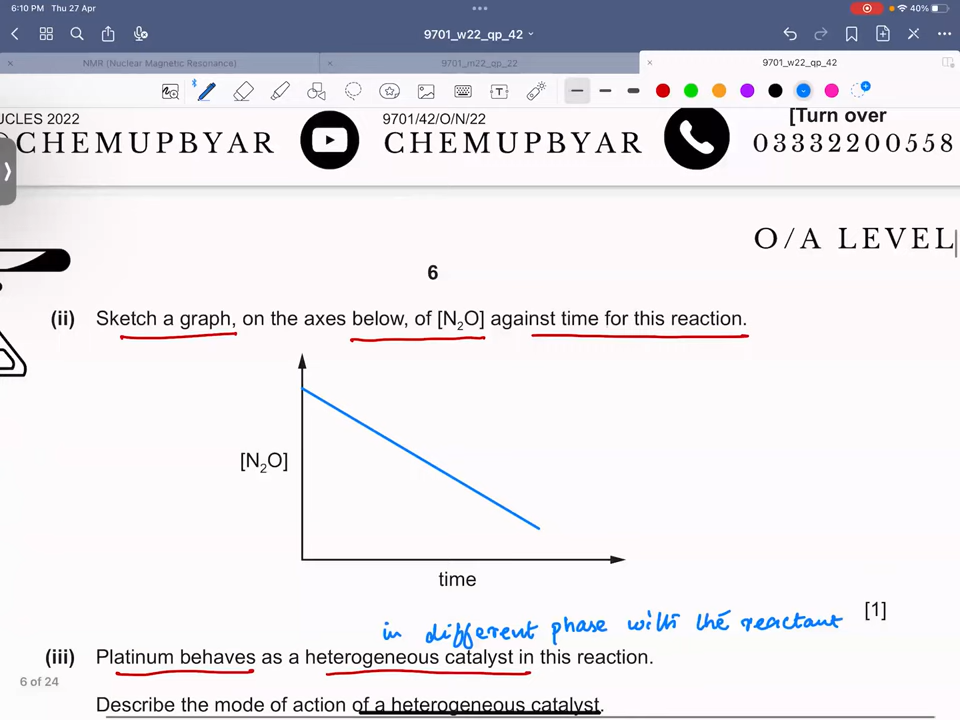 6:10 PM Thu 27 Apr
40%
9701_w22_qp_42
NMR (Nuclear Magnetic Resonance)
9701_m22_qp_22
9701_w22_qp_42
UCLES 2022
9701/42/O/N/22
[Turn over
CHEMUPBYAR
CHEMUPBYAR
03332200558
O/A LEVEL
6
(ii) Sketch a graph, on the axes below, of [N₂O] against time for this reaction.
[N₂O]
time
[1]
in different phase with the reactant
(iii) Platinum behaves as a heterogeneous catalyst in this reaction.
6 of 24
Describe the mode of action of a heterogeneous catalyst.